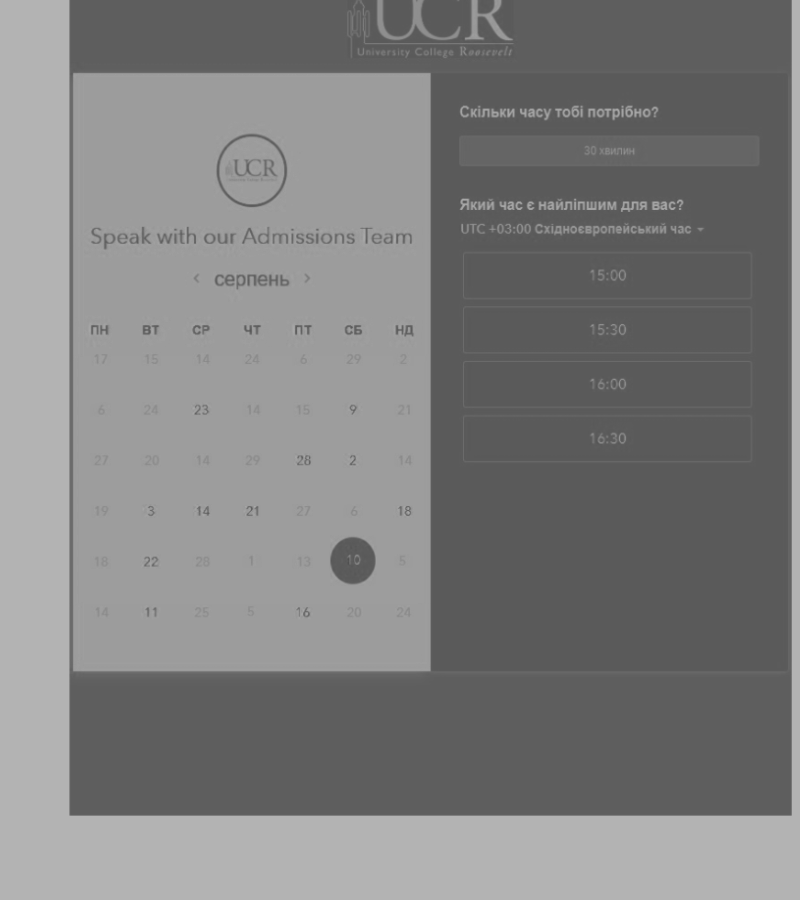 UCR
University College Roosevelt
UCR
Speak with our Admissions Team
‹ серпень ›
ПН ВТ СР ЧТ ПТ СБ НД
17 15 14 24 6 29 2
6 24 23 14 15 9 21
27 20 14 29 28 2 14
19 3 14 21 27 6 18
18 22 28 1 13 10 5
14 11 25 5 16 20 24
Скільки часу тобі потрібно?
30 хвилин
Який час є найліпшим для вас?
UTC +03:00 Східноєвропейський час
15:00
15:30
16:00
16:30